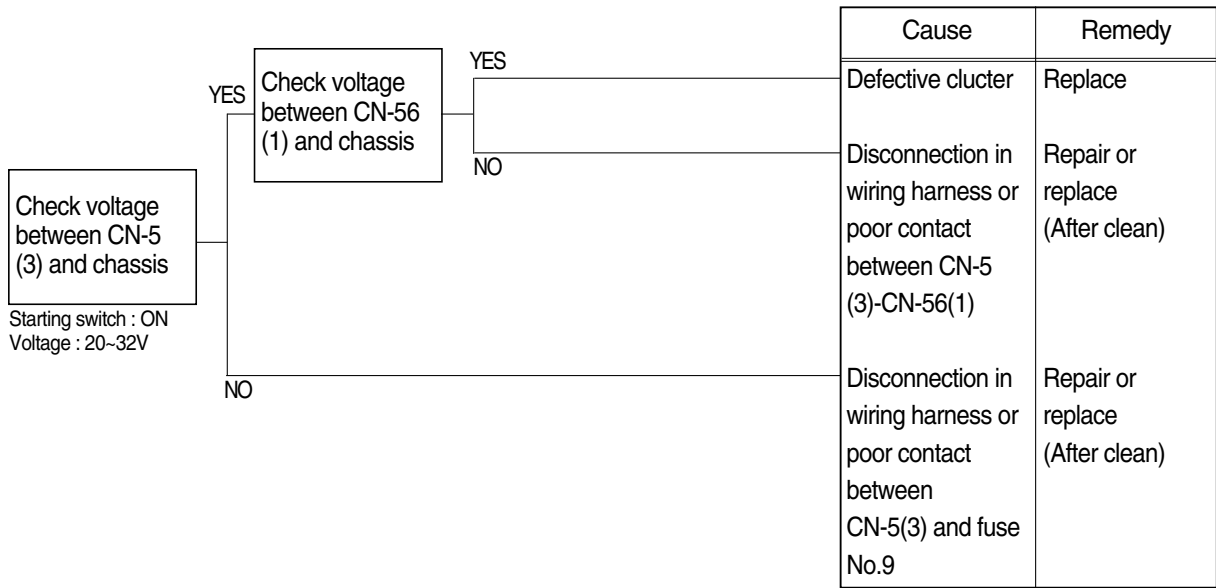 Check voltage
between CN-5
(3) and chassis
Starting switch : ON
Voltage : 20~32V
YES
NO
Check voltage
between CN-56
(1) and chassis
YES
NO
Cause
Remedy
Defective clucter
Replace
Disconnection in
wiring harness or
poor contact
between CN-5
(3)-CN-56(1)
Repair or
replace
(After clean)
Disconnection in
wiring harness or
poor contact
between
CN-5(3) and fuse
No.9
Repair or
replace
(After clean)